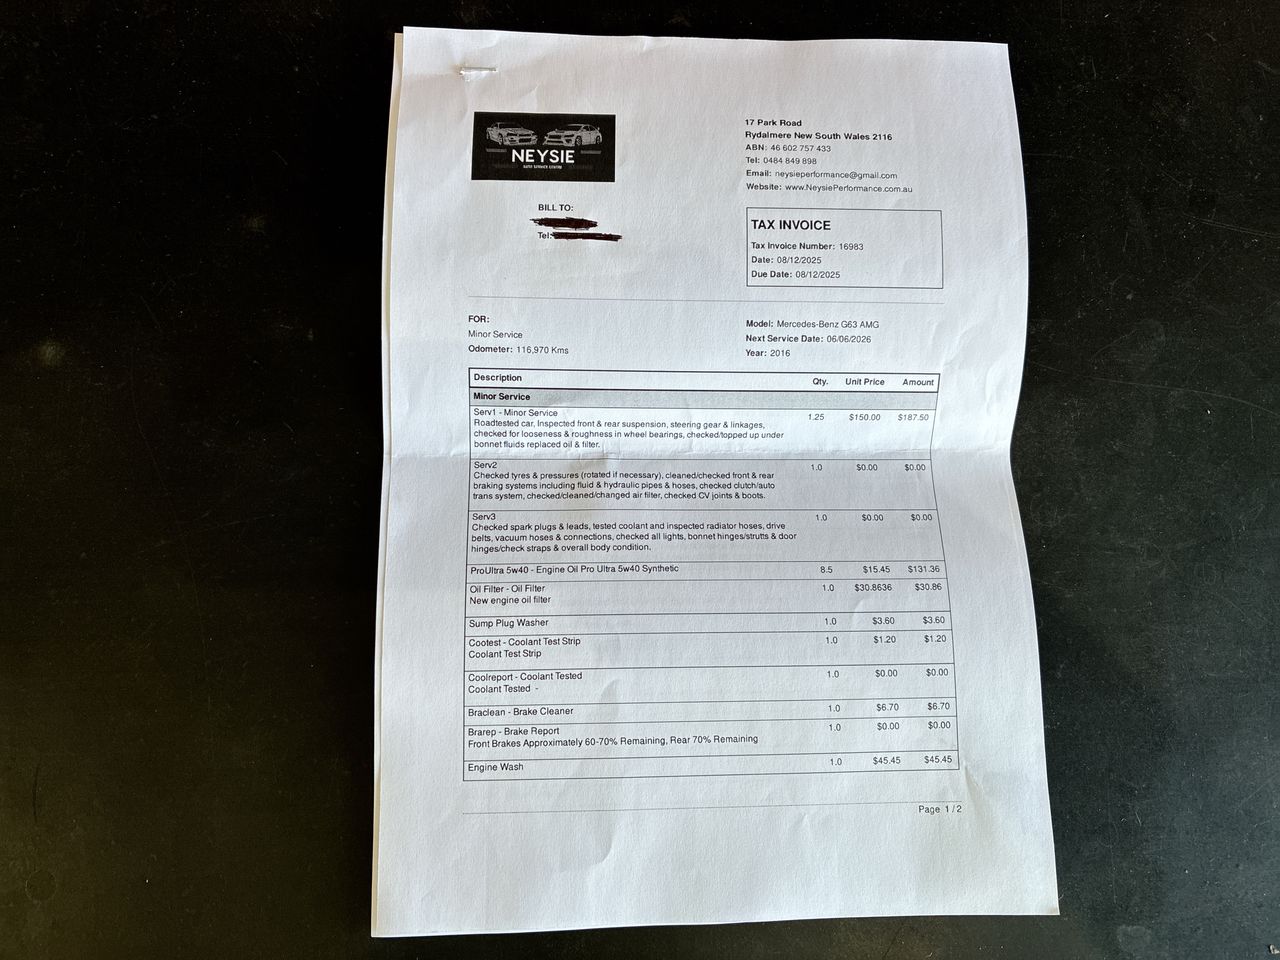 NEYSIE
AUTO SERVICE CENTRE
17 Park Road
Rydalmere New South Wales 2116
ABN: 46 602 757 433
Tel: 0484 849 898
Email: neysieperformance@gmail.com
Website: www.NeysiePerformance.com.au
BILL TO:
Tel:
TAX INVOICE
Tax Invoice Number: 16983
Date: 08/12/2025
Due Date: 08/12/2025
FOR:
Minor Service
Odometer: 116,970 Kms
Model: Mercedes-Benz G63 AMG
Next Service Date: 06/06/2026
Year: 2016
Description Qty. Unit Price Amount
Minor Service
Serv1 - Minor Service 1.25 $150.00 $187.50
Roadtested car, Inspected front & rear suspension, steering gear & linkages,
checked for looseness & roughness in wheel bearings, checked/topped up under
bonnet fluids replaced oil & filter.
Serv2 1.0 $0.00 $0.00
Checked tyres & pressures (rotated if necessary), cleaned/checked front & rear
braking systems including fluid & hydraulic pipes & hoses, checked clutch/auto
trans system, checked/cleaned/changed air filter, checked CV joints & boots.
Serv3 1.0 $0.00 $0.00
Checked spark plugs & leads, tested coolant and inspected radiator hoses, drive
belts, vacuum hoses & connections, checked all lights, bonnet hinges/strutts & door
hinges/check straps & overall body condition.
ProUltra 5w40 - Engine Oil Pro Ultra 5w40 Synthetic 8.5 $15.45 $131.36
Oil Filter - Oil Filter 1.0 $30.8636 $30.86
New engine oil filter
Sump Plug Washer 1.0 $3.60 $3.60
Cootest - Coolant Test Strip 1.0 $1.20 $1.20
Coolant Test Strip
Coolreport - Coolant Tested 1.0 $0.00 $0.00
Coolant Tested -
Braclean - Brake Cleaner 1.0 $6.70 $6.70
Brarep - Brake Report 1.0 $0.00 $0.00
Front Brakes Approximately 60-70% Remaining, Rear 70% Remaining
Engine Wash 1.0 $45.45 $45.45
Page 1 / 2